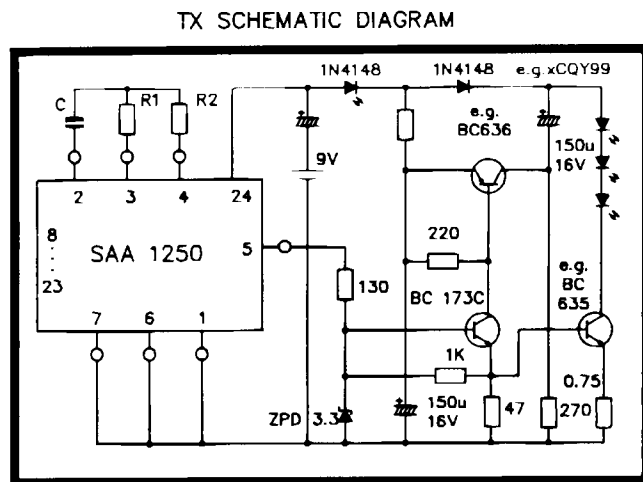 TX SCHEMATIC DIAGRAM
1N4148
1N4148
e.g.xCQY99
C
R1
R2
e.g.
BC636
9V
150u
16V
2
3
4
24
8
23
SAA 1250
5
220
130
BC 173C
e.g.
BC
635
7
6
1
1K
0.75
ZPD 3.3
150u
16V
47
270